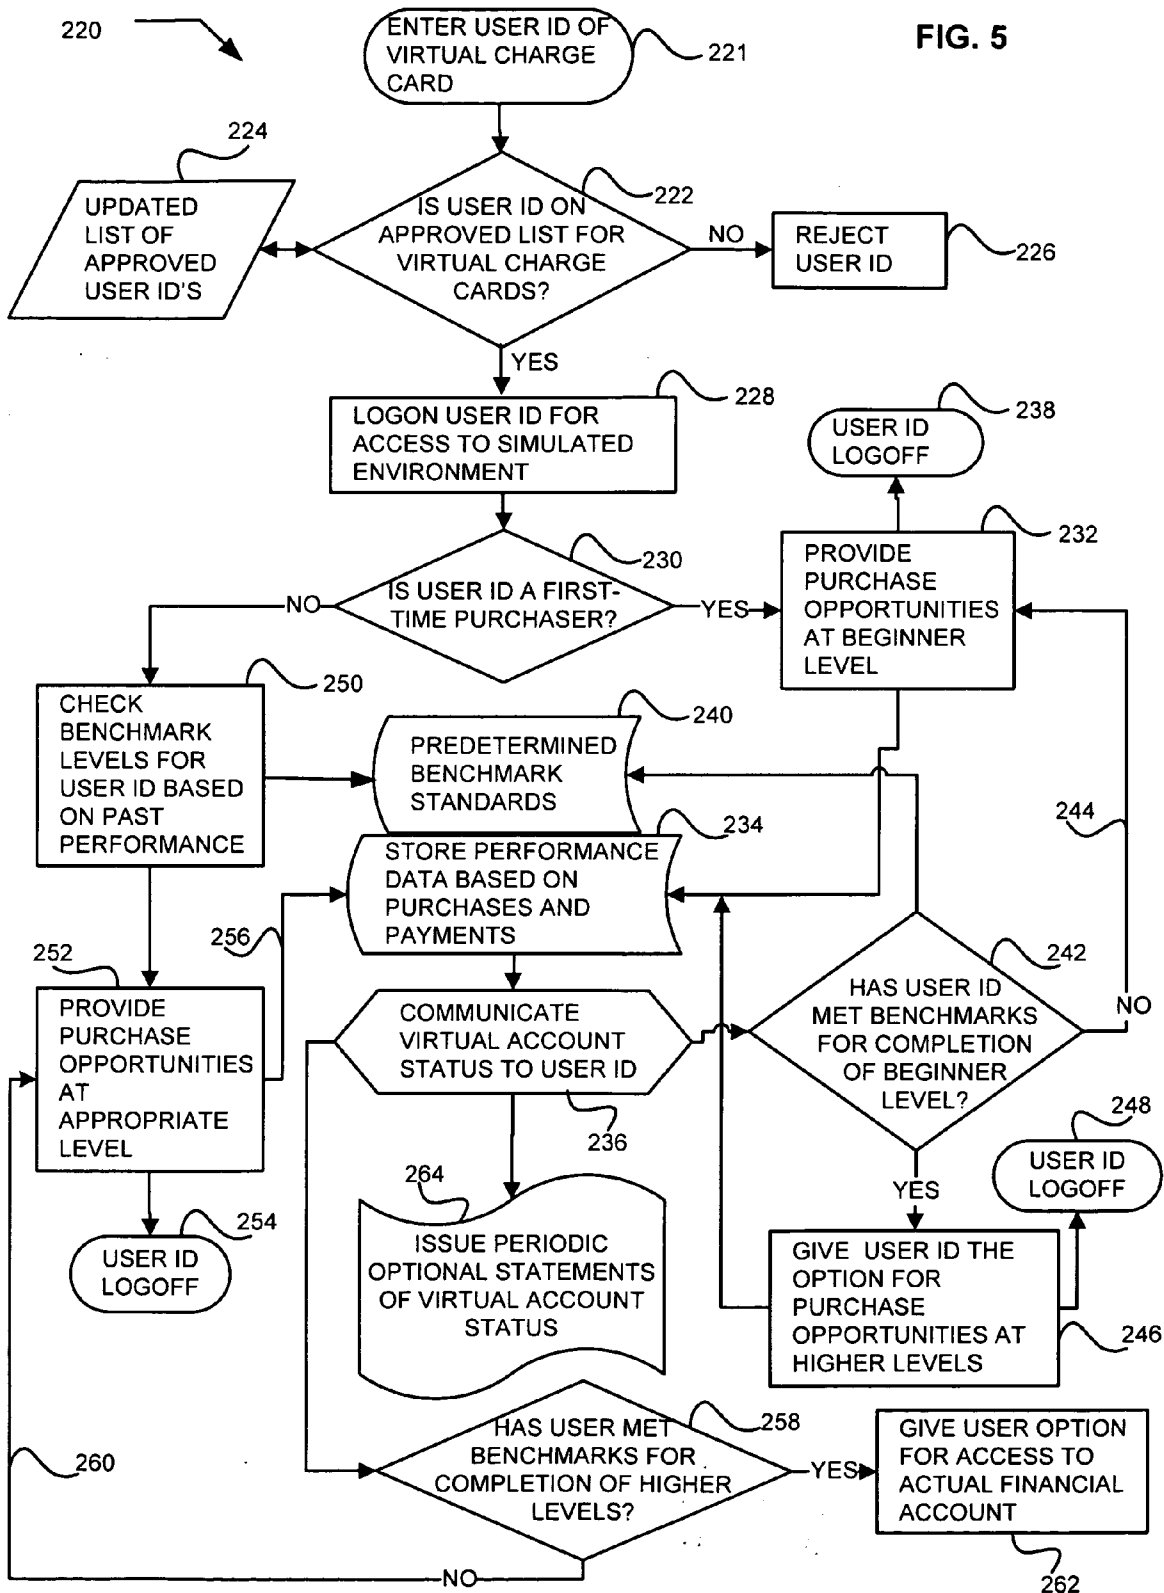 220
ENTER USER ID OF
VIRTUAL CHARGE
CARD
221
FIG. 5
224
UPDATED
LIST OF
APPROVED
USER ID'S
222
IS USER ID ON
APPROVED LIST FOR
VIRTUAL CHARGE
CARDS?
NO
REJECT
USER ID
226
YES
228
LOGON USER ID FOR
ACCESS TO SIMULATED
ENVIRONMENT
238
USER ID
LOGOFF
230
IS USER ID A FIRST-
TIME PURCHASER?
NO
YES
232
PROVIDE
PURCHASE
OPPORTUNITIES
AT BEGINNER
LEVEL
250
CHECK
BENCHMARK
LEVELS FOR
USER ID BASED
ON PAST
PERFORMANCE
240
PREDETERMINED
BENCHMARK
STANDARDS
234
STORE PERFORMANCE
DATA BASED ON
PURCHASES AND
PAYMENTS
244
256
252
PROVIDE
PURCHASE
OPPORTUNITIES
AT
APPROPRIATE
LEVEL
COMMUNICATE
VIRTUAL ACCOUNT
STATUS TO USER ID
236
242
HAS USER ID
MET BENCHMARKS
FOR COMPLETION
OF BEGINNER
LEVEL?
NO
YES
248
USER ID
LOGOFF
254
USER ID
LOGOFF
264
ISSUE PERIODIC
OPTIONAL STATEMENTS
OF VIRTUAL ACCOUNT
STATUS
GIVE USER ID THE
OPTION FOR
PURCHASE
OPPORTUNITIES AT
HIGHER LEVELS
246
260
258
HAS USER MET
BENCHMARKS FOR
COMPLETION OF HIGHER
LEVELS?
YES
GIVE USER OPTION
FOR ACCESS TO
ACTUAL FINANCIAL
ACCOUNT
262
NO